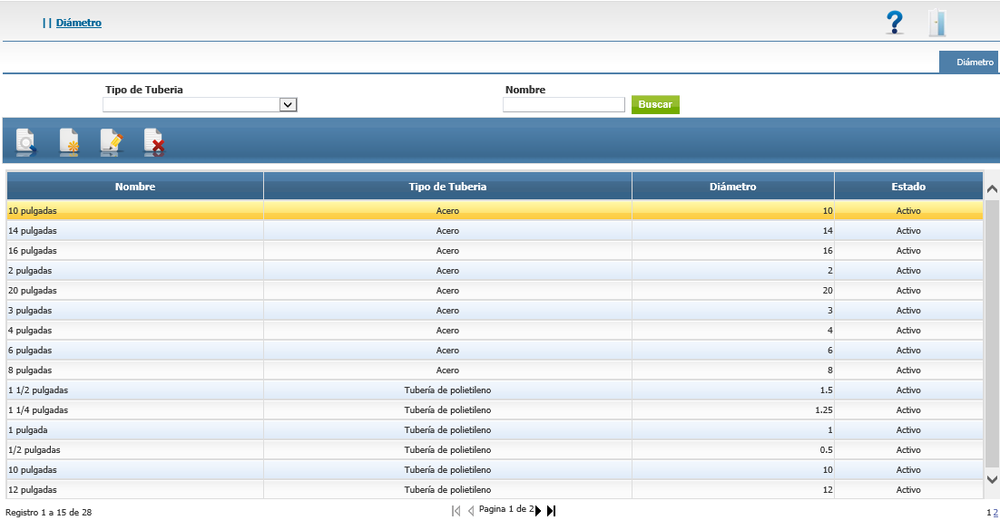 || Diámetro
Diámetro
Tipo de Tuberia Nombre
Buscar
Nombre Tipo de Tuberia Diámetro Estado
10 pulgadas Acero 10 Activo
14 pulgadas Acero 14 Activo
16 pulgadas Acero 16 Activo
2 pulgadas Acero 2 Activo
20 pulgadas Acero 20 Activo
3 pulgadas Acero 3 Activo
4 pulgadas Acero 4 Activo
6 pulgadas Acero 6 Activo
8 pulgadas Acero 8 Activo
1 1/2 pulgadas Tubería de polietileno 1.5 Activo
1 1/4 pulgadas Tubería de polietileno 1.25 Activo
1 pulgada Tubería de polietileno 1 Activo
1/2 pulgadas Tubería de polietileno 0.5 Activo
10 pulgadas Tubería de polietileno 10 Activo
12 pulgadas Tubería de polietileno 12 Activo
Registro 1 a 15 de 28 Pagina 1 de 2 1 2